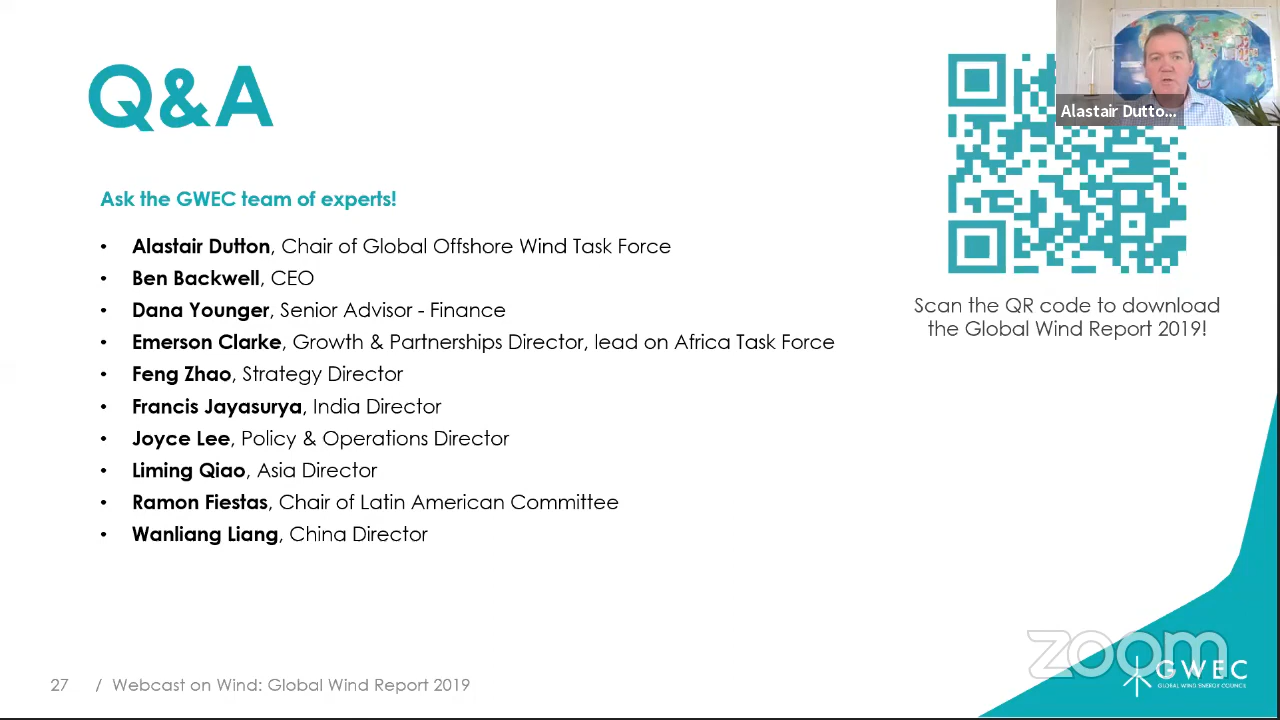 Q&A
Alastair Dutto...
Ask the GWEC team of experts!
• Alastair Dutton, Chair of Global Offshore Wind Task Force
• Ben Backwell, CEO
• Dana Younger, Senior Advisor - Finance
• Emerson Clarke, Growth & Partnerships Director, lead on Africa Task Force
• Feng Zhao, Strategy Director
• Francis Jayasurya, India Director
• Joyce Lee, Policy & Operations Director
• Liming Qiao, Asia Director
• Ramon Fiestas, Chair of Latin American Committee
• Wanliang Liang, China Director
Scan the QR code to download
the Global Wind Report 2019!
27 / Webcast on Wind: Global Wind Report 2019
zoom
GWEC
GLOBAL WIND ENERGY COUNCIL